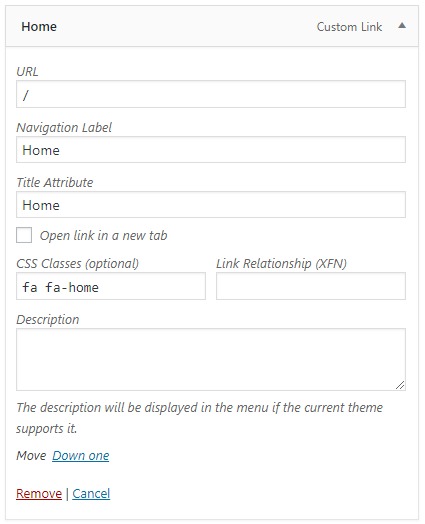 Home Custom Link
URL
/
Navigation Label
Home
Title Attribute
Home
Open link in a new tab
CSS Classes (optional) Link Relationship (XFN)
fa fa-home
Description
The description will be displayed in the menu if the current theme
supports it.
Move Down one
Remove | Cancel